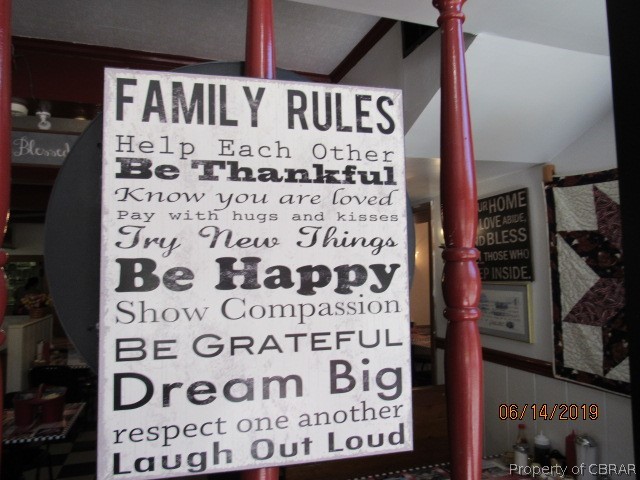 FAMILY RULES
Help Each Other
Be Thankful
Know you are loved
Pay with hugs and kisses
Try New Things
Be Happy
Show Compassion
BE GRATEFUL
Dream Big
respect one another
Laugh Out Loud
Blessed
UR HOME
LOVE ABIDE,
D BLESS
THOSE WHO
EP INSIDE.
06/14/2019
Property of CBRAR